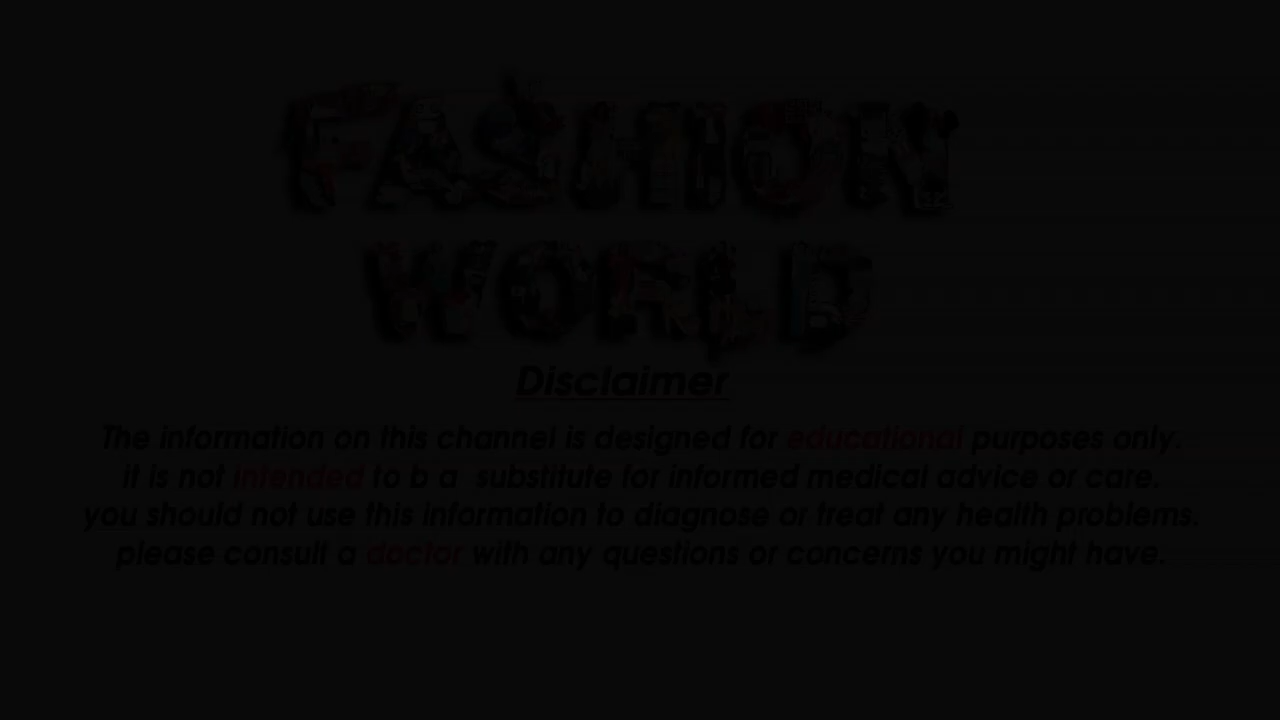 FASHION
WORLD
Disclaimer
The information on this channel is designed for educational purposes only.
it is not intended to b a substitute for informed medical advice or care.
you should not use this information to diagnose or treat any health problems.
please consult a doctor with any questions or concerns you might have.